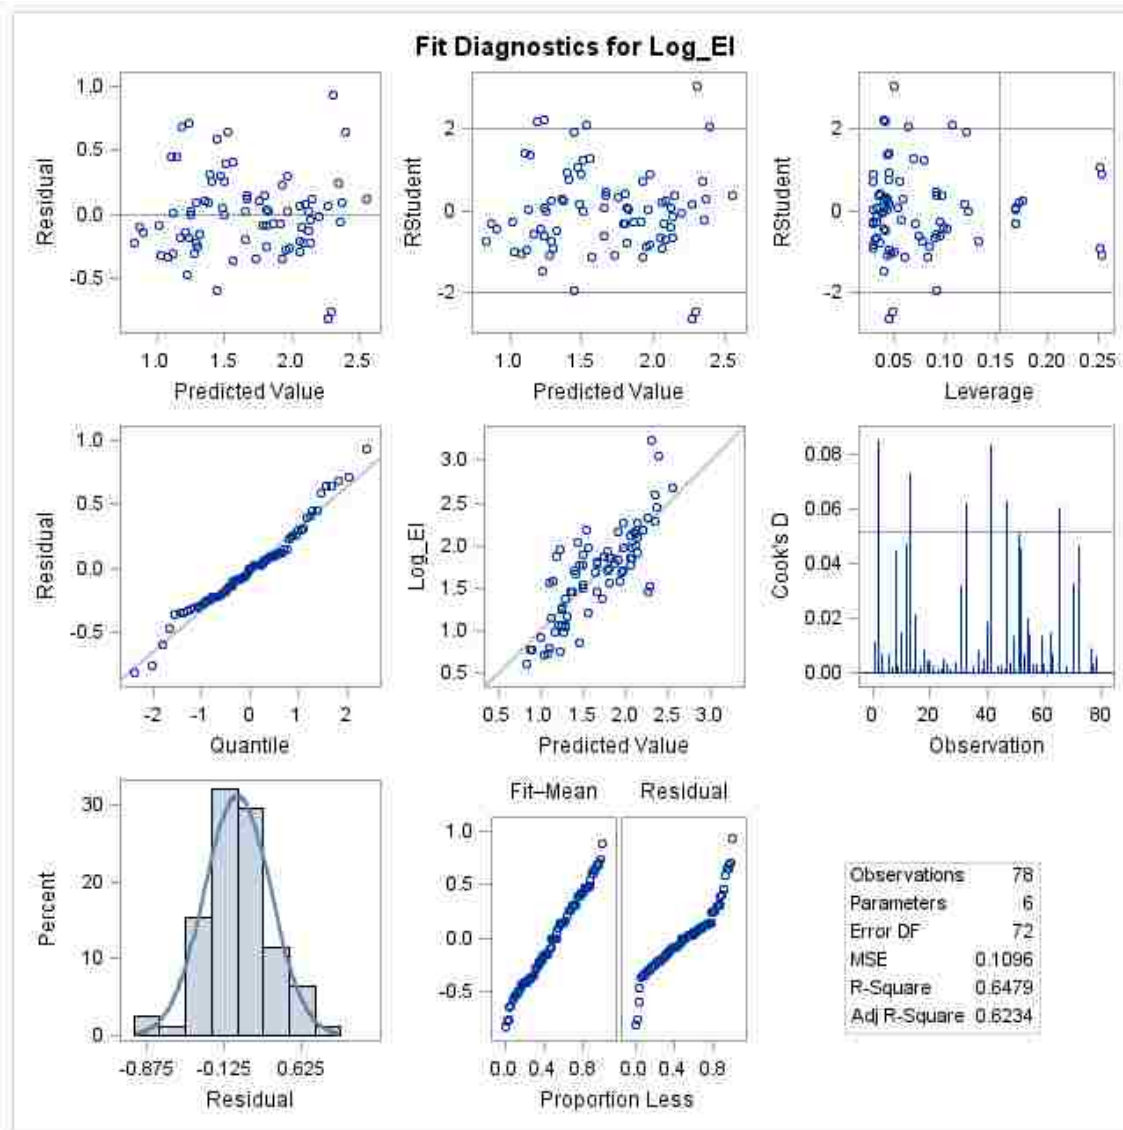 Fit Diagnostics for Log_EI
1.0
0.5
0.0
-0.5
Residual
1.0 1.5 2.0 2.5
Predicted Value
2
0
-2
RStudent
1.0 1.5 2.0 2.5
Predicted Value
2
0
-2
RStudent
0.05 0.10 0.15 0.20 0.25
Leverage
1.0
0.5
0.0
-0.5
Residual
-2 -1 0 1 2
Quantile
3.0
2.5
2.0
1.5
1.0
0.5
Log_EI
0.5 1.0 1.5 2.0 2.5 3.0
Predicted Value
0.08
0.06
0.04
0.02
0.00
Cook's D
0 20 40 60 80
Observation
30
20
10
0
Percent
-0.875 -0.125 0.625
Residual
Fit–Mean Residual
1.0
0.5
0.0
-0.5
0.0 0.4 0.8 0.0 0.4 0.8
Proportion Less
Observations 78
Parameters 6
Error DF 72
MSE 0.1096
R-Square 0.6479
Adj R-Square 0.6234